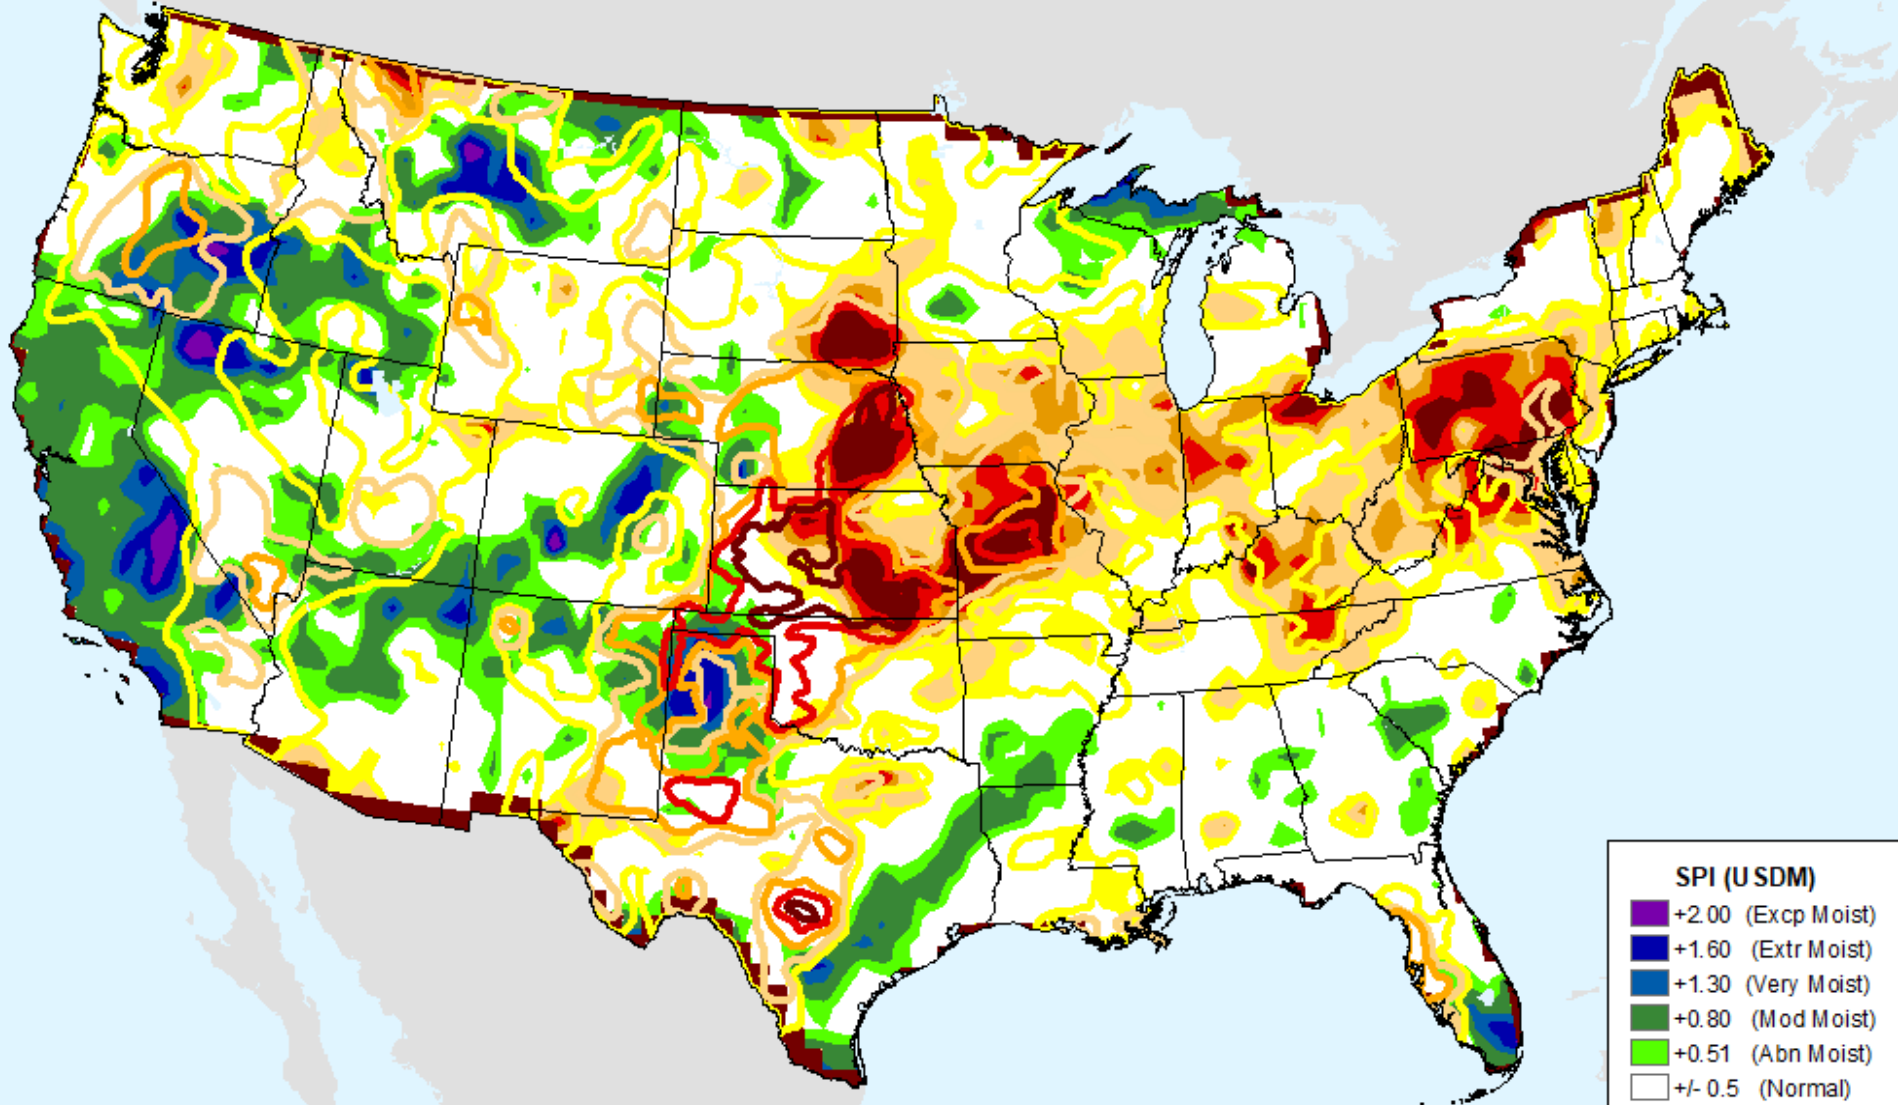 SPI (USDM)
+2.00 (Excp Moist)
+1.60 (Extr Moist)
+1.30 (Very Moist)
+0.80 (Mod Moist)
+0.51 (Abn Moist)
+/- 0.5 (Normal)